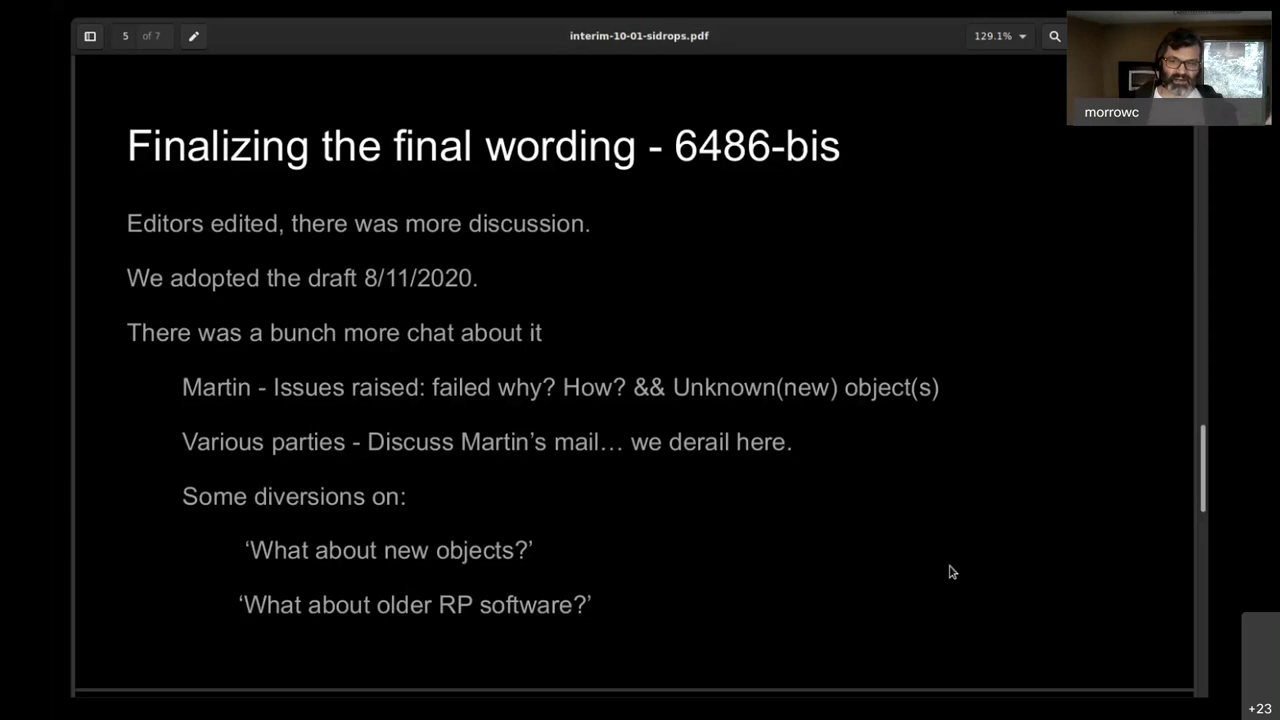 5 of 7
interim-10-01-sidrops.pdf
129.1%
morrowc
Finalizing the final wording - 6486-bis
Editors edited, there was more discussion.
We adopted the draft 8/11/2020.
There was a bunch more chat about it
Martin - Issues raised: failed why? How? && Unknown(new) object(s)
Various parties - Discuss Martin’s mail… we derail here.
Some diversions on:
‘What about new objects?’
‘What about older RP software?’
+23